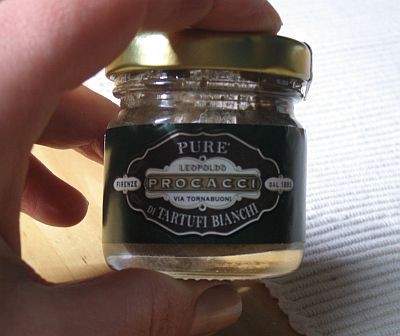 PURE'
LEOPOLDO
FIRENZE PROCACCI DAL 1885
VIA TORNABUONI
DI TARTUFI BIANCHI